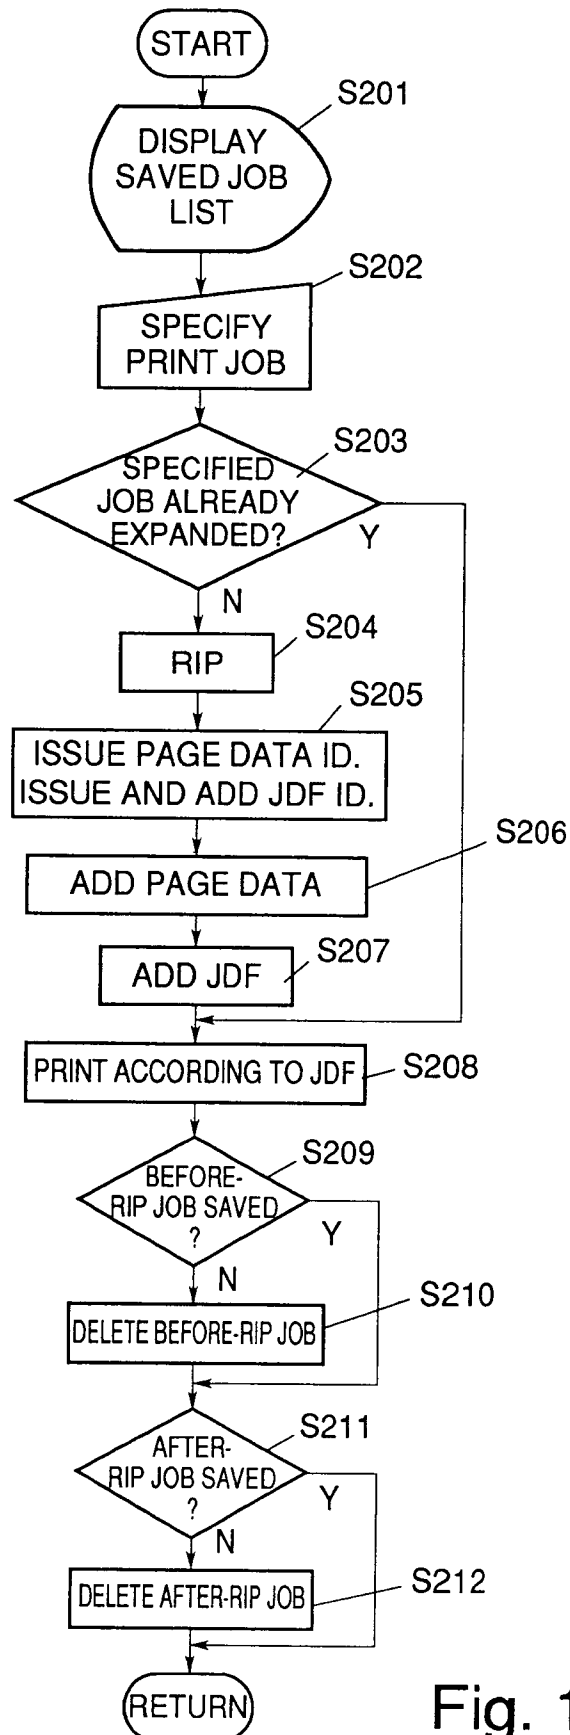 START
S201
DISPLAY
SAVED JOB
LIST
S202
SPECIFY
PRINT JOB
S203
SPECIFIED
JOB ALREADY
EXPANDED?
Y
N
S204
RIP
S205
ISSUE PAGE DATA ID.
ISSUE AND ADD JDF ID.
S206
ADD PAGE DATA
S207
ADD JDF
PRINT ACCORDING TO JDF
S208
S209
BEFORE-
RIP JOB SAVED
?
Y
N
S210
DELETE BEFORE-RIP JOB
S211
AFTER-
RIP JOB SAVED
?
Y
N
S212
DELETE AFTER-RIP JOB
RETURN
Fig. 1